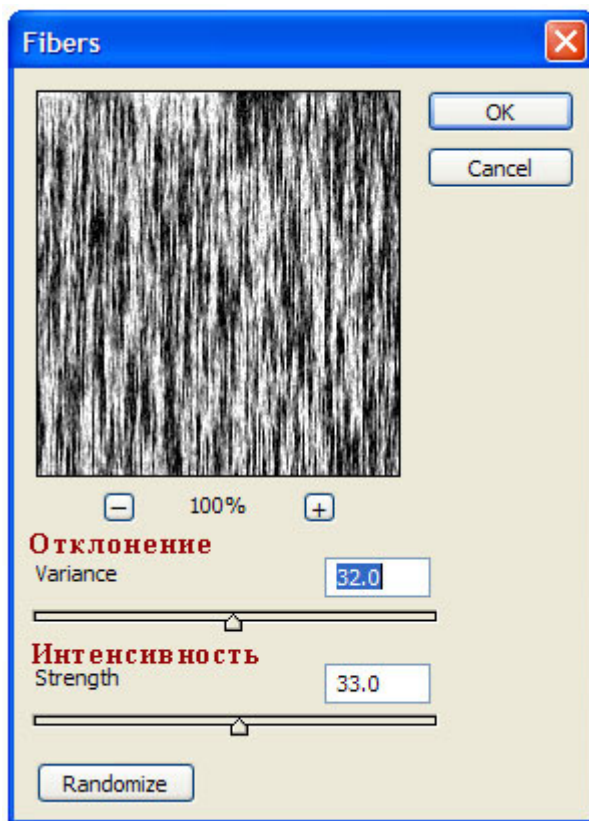 Fibers
OK
Cancel
100%
Отклонение
Variance
32.0
Интенсивность
Strength
33.0
Randomize